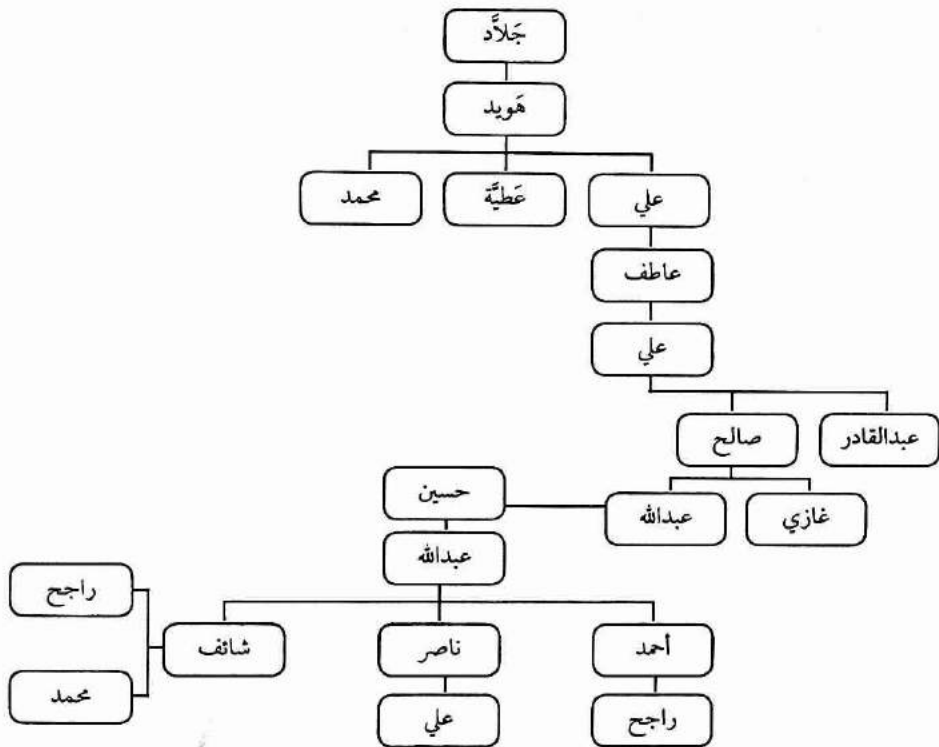 جَلاَّد
هَويد
علي
عَطيَّة
محمد
عاطف
علي
عبدالقادر
صالح
غازي
عبدالله
حسين
عبدالله
أحمد
ناصر
شائف
راجح
محمد
راجح
علي